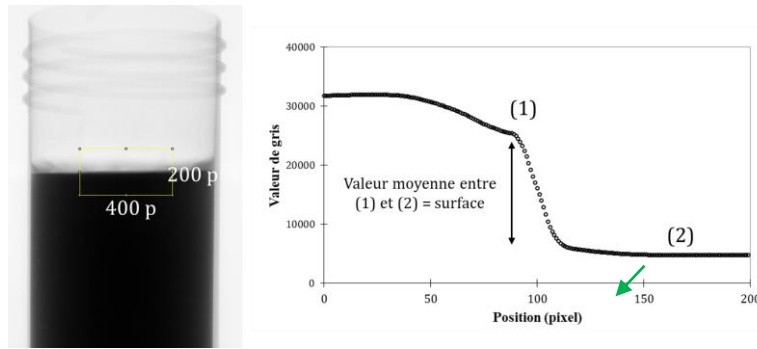 200 p
400 p
40000
30000
20000
10000
0
Valeur de gris
(1)
Valeur moyenne entre
(1) et (2) = surface
(2)
0
50
100
150
200
Position (pixel)